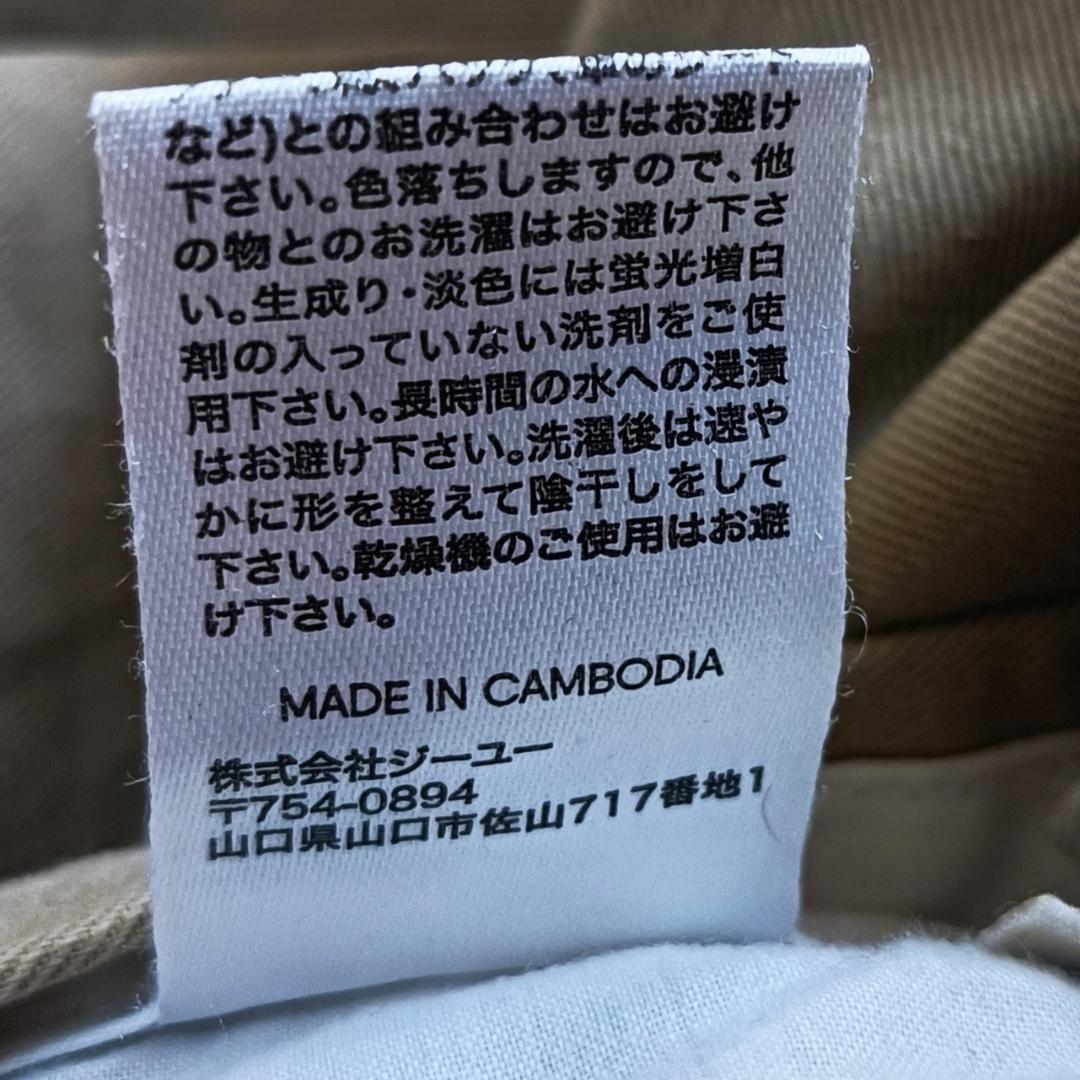 など)との組み合わせはお避け
下さい。色落ちしますので、他
の物とのお洗濯はお避け下さ
い。生成り・淡色には蛍光増白
剤の入っていない洗剤をご使
用下さい。長時間の水への浸漬
はお避け下さい。洗濯後は速や
かに形を整えて陰干しをして
下さい。乾燥機のご使用はお避
け下さい。
MADE IN CAMBODIA
株式会社ジーユー
〒754-0894
山口県山口市佐山717番地1